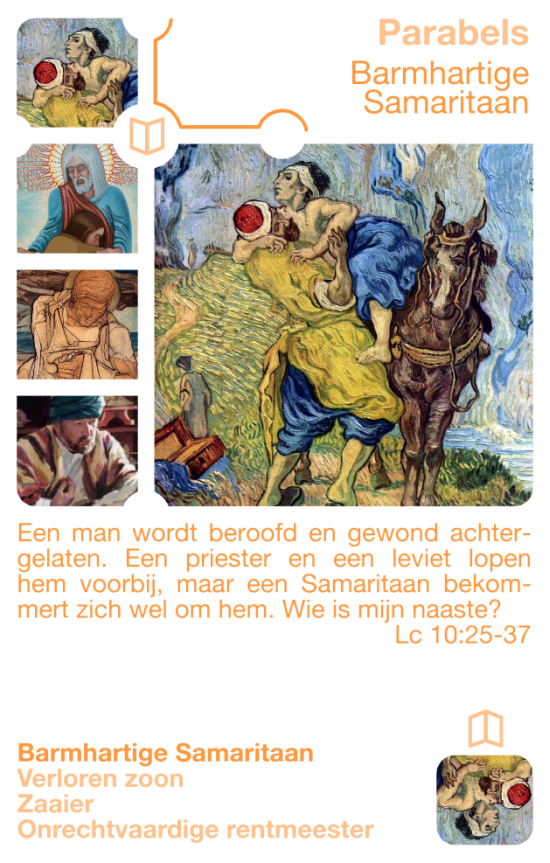 Parabels
Barmhartige
Samaritaan
Een man wordt beroofd en gewond achter-
gelaten. Een priester en een leviet lopen
hem voorbij, maar een Samaritaan bekom-
mert zich wel om hem. Wie is mijn naaste?
Lc 10:25-37
Barmhartige Samaritaan
Verloren zoon
Zaaier
Onrechtvaardige rentmeester